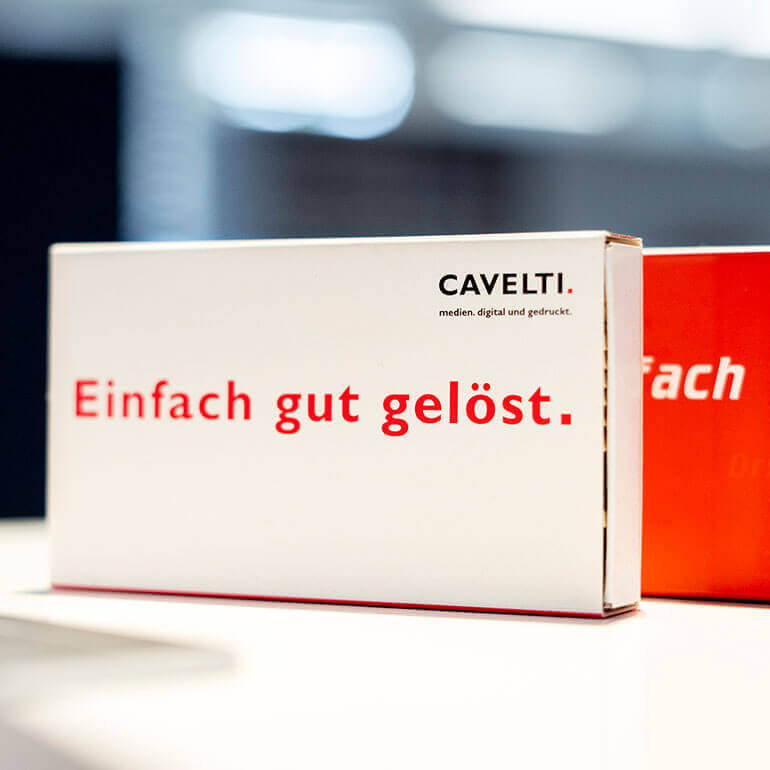 CAVELTI.
medien. digital und gedruckt.
Einfach gut gelöst.
fach